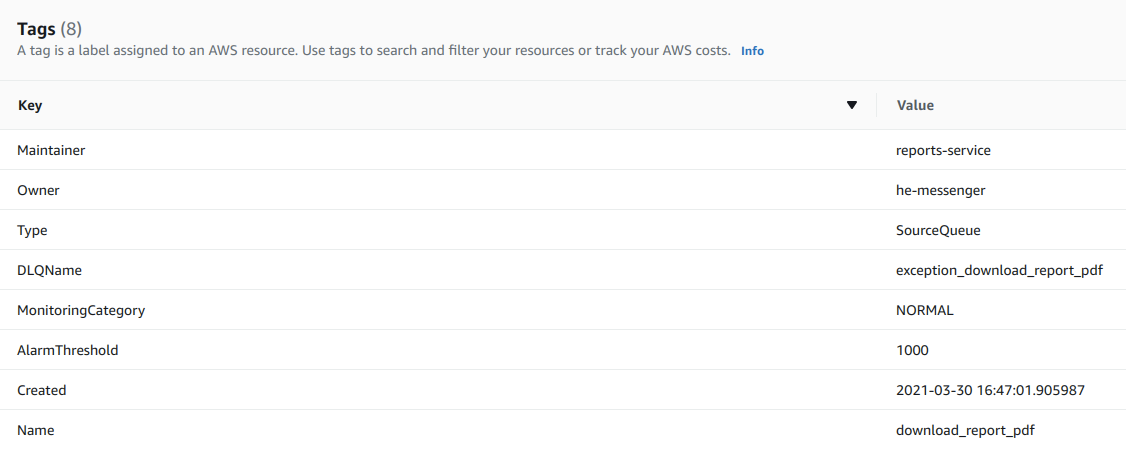 Tags (8)
A tag is a label assigned to an AWS resource. Use tags to search and filter your resources or track your AWS costs. Info
Key Value
Maintainer reports-service
Owner he-messenger
Type SourceQueue
DLQName exception_download_report_pdf
MonitoringCategory NORMAL
AlarmThreshold 1000
Created 2021-03-30 16:47:01.905987
Name download_report_pdf